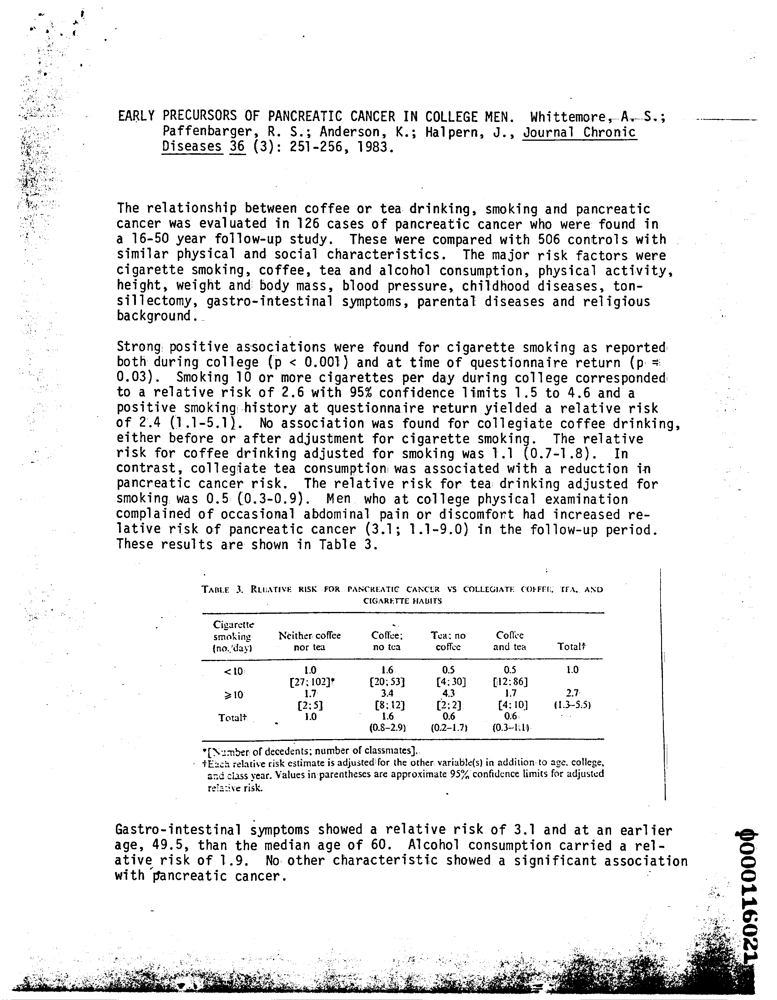 EARLY PRECURSORS OF PANCREATIC CANCER IN COLLEGE MEN. Whittemore, A. S.;
Paffenbarger, R. S.; Anderson, K.; Halpern, J., Journal Chronic
Diseases 36 (3): 251-256, 1983.
The relationship between coffee or tea drinking, smoking and pancreatic
cancer was evaluated in 126 cases of pancreatic cancer who were found in
a 16-50 year follow-up study. These were compared with 506 controls with
similar physical and social characteristics. The major risk factors were
cigarette smoking, coffee, tea and alcohol consumption, physical activity,
height, weight and body mass, blood pressure, childhood diseases, ton-
sillectomy, gastro-intestinal symptoms, parental diseases and religious
background.
Strong positive associations were found for cigarette smoking as reported
both during college (p < 0.001) and at time of questionnaire return (p =
0.03). Smoking 10 or more cigarettes per day during college corresponded
to a relative risk of 2.6 with 95% confidence limits 1.5 to 4.6 and a
positive smoking history at questionnaire return yielded a relative risk
of 2.4 (1.1-5.1). No association was found for collegiate coffee drinking,
either before or after adjustment for cigarette smoking. The relative
risk for coffee drinking adjusted for smoking was 1.1 (0.7-1.8). In
contrast, collegiate tea consumption was associated with a reduction in
pancreatic cancer risk. The relative risk for tea drinking adjusted for
smoking was 0.5 (0.3-0.9). Men who at college physical examination
complained of occasional abdominal pain or discomfort had increased re-
lative risk of pancreatic cancer (3.1; 1.1-9.0) in the follow-up period.
These results are shown in Table 3.
TABLE 3. RELATIVE RISK FOR PANCREATIC CANCER VS COLLEGIATE COFFEE, TEA, AND
CIGARETTE HABITS
Cigarette
smoking Neither coffee Coffee; Tea; no Coffee
(no./day) nor tea no tea coffee and tea Total†
<10 1.0 1.6 0.5 0.5 1.0
[27; 102]* [20; 53] [4; 30] [12; 86]
≥10 1.7 3.4 4.3 1.7 2.7
[2; 5] [8; 12] [2; 2] [4; 10] (1.3–5.5)
Total† 1.0 1.6 0.6 0.6
(0.8–2.9) (0.2–1.7) (0.3–1.1)
*[Number of decedents; number of classmates].
†Each relative risk estimate is adjusted for the other variable(s) in addition to age, college,
and class year. Values in parentheses are approximate 95% confidence limits for adjusted
relative risk.
Gastro-intestinal symptoms showed a relative risk of 3.1 and at an earlier
age, 49.5, than the median age of 60. Alcohol consumption carried a rel-
ative risk of 1.9. No other characteristic showed a significant association
with pancreatic cancer.